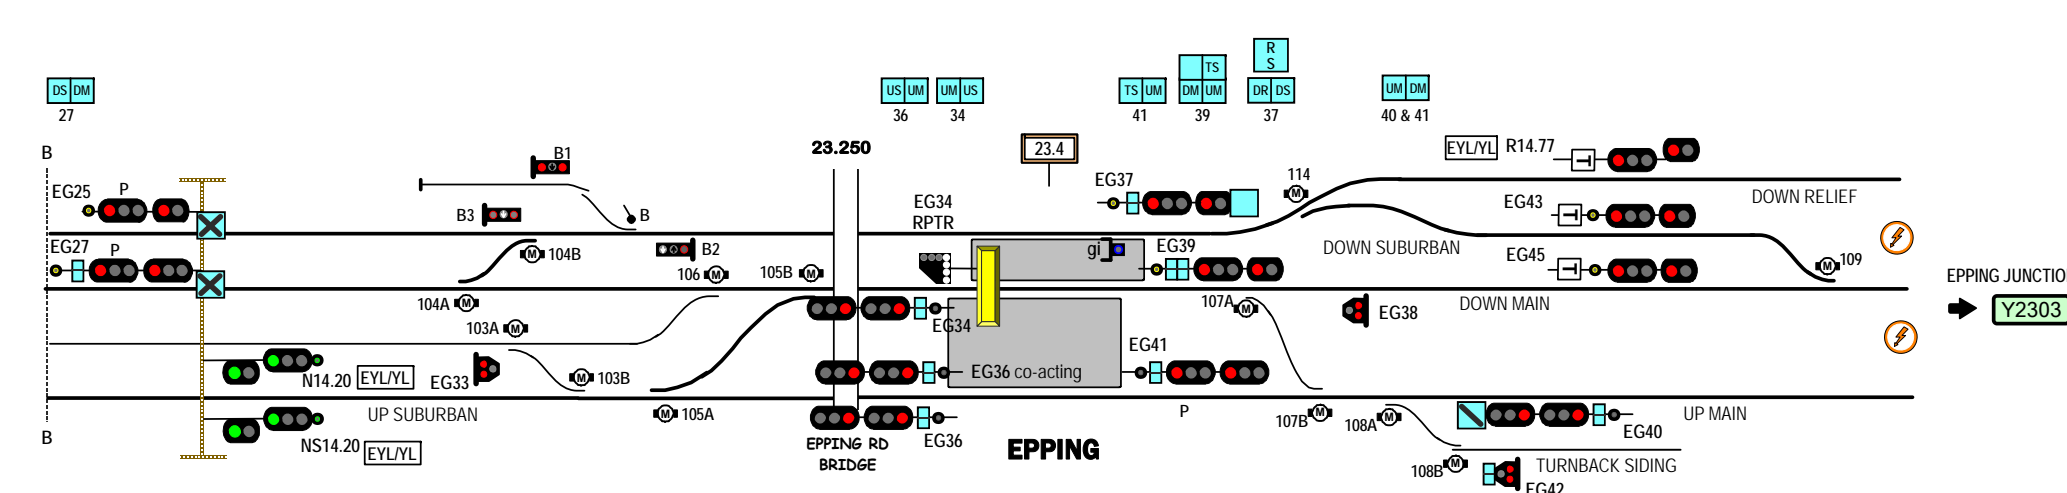 R
S
TS
DS DM
US UM
UM US
TS UM
DM UM
DR DS
UM DM
27
36
34
41
39
37
40 & 41
B
B1
23.250
23.4
EYL/YL
R14.77
EG25
P
EG37
114
DOWN RELIEF
B3
B
EG34
RPTR
EG43
EG27
P
B2
gi
EG39
DOWN SUBURBAN
EG45
104B
106
105B
109
EPPING JUNCTIO
104A
107A
EG38
DOWN MAIN
Y2303
103A
EG34
EG41
N14.20
EYL/YL
EG33
103B
EG36 co-acting
UP SUBURBAN
105A
P
107B
108A
UP MAIN
B
NS14.20
EYL/YL
EPPING RD
BRIDGE
EG36
EPPING
EG40
108B
TURNBACK SIDING
EG42
M
M
M
M
M
M
M
M
M
M
M
M
M